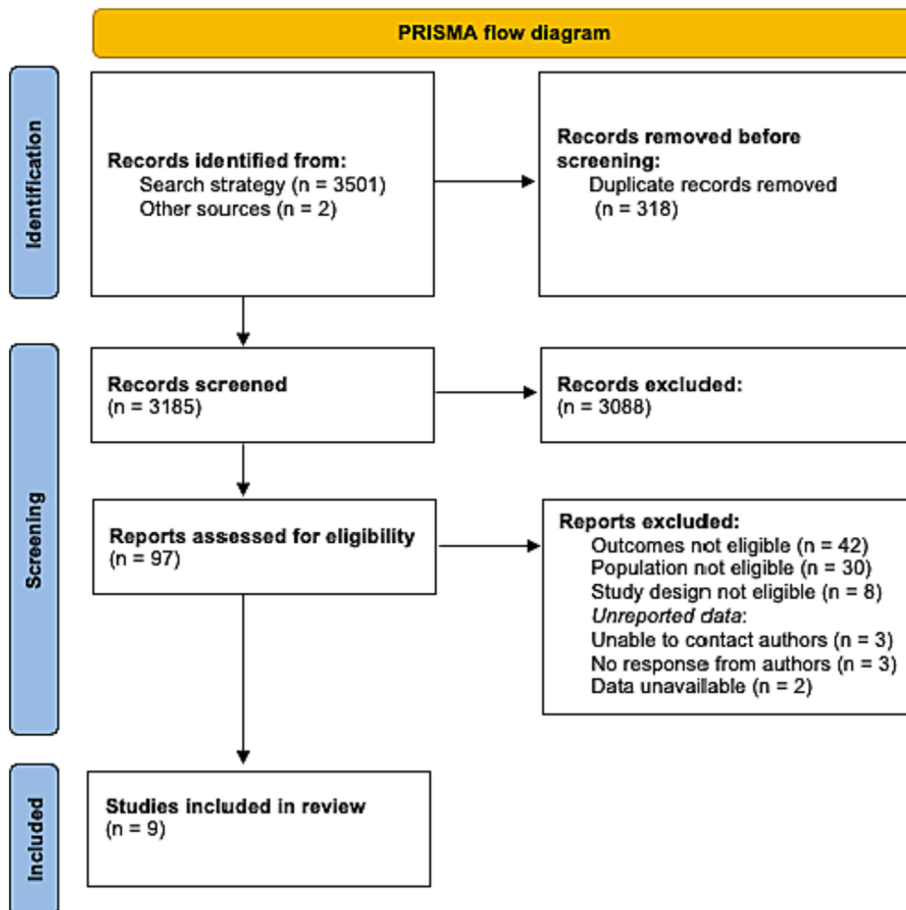 PRISMA flow diagram
Identification
Records identified from:
Search strategy (n = 3501)
Other sources (n = 2)
Records removed before
screening:
Duplicate records removed
(n = 318)
Screening
Records screened
(n = 3185)
Records excluded:
(n = 3088)
Reports assessed for eligibility
(n = 97)
Reports excluded:
Outcomes not eligible (n = 42)
Population not eligible (n = 30)
Study design not eligible (n = 8)
Unreported data:
Unable to contact authors (n = 3)
No response from authors (n = 3)
Data unavailable (n = 2)
Included
Studies included in review
(n = 9)